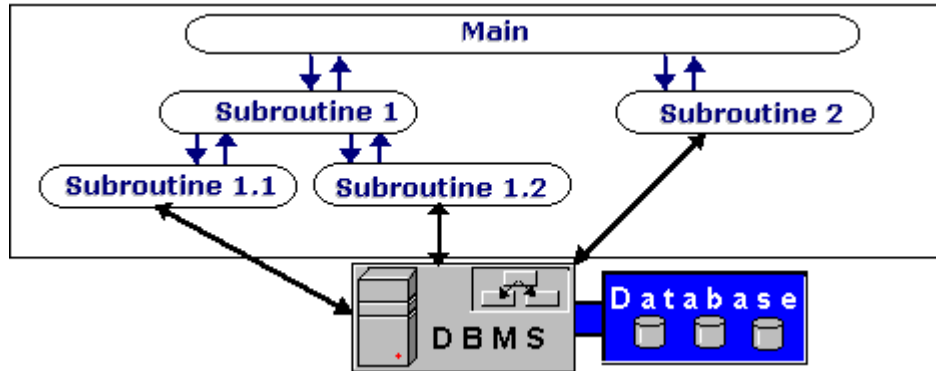 Main
Subroutine 1
Subroutine 2
Subroutine 1.1
Subroutine 1.2
Database
DBMS